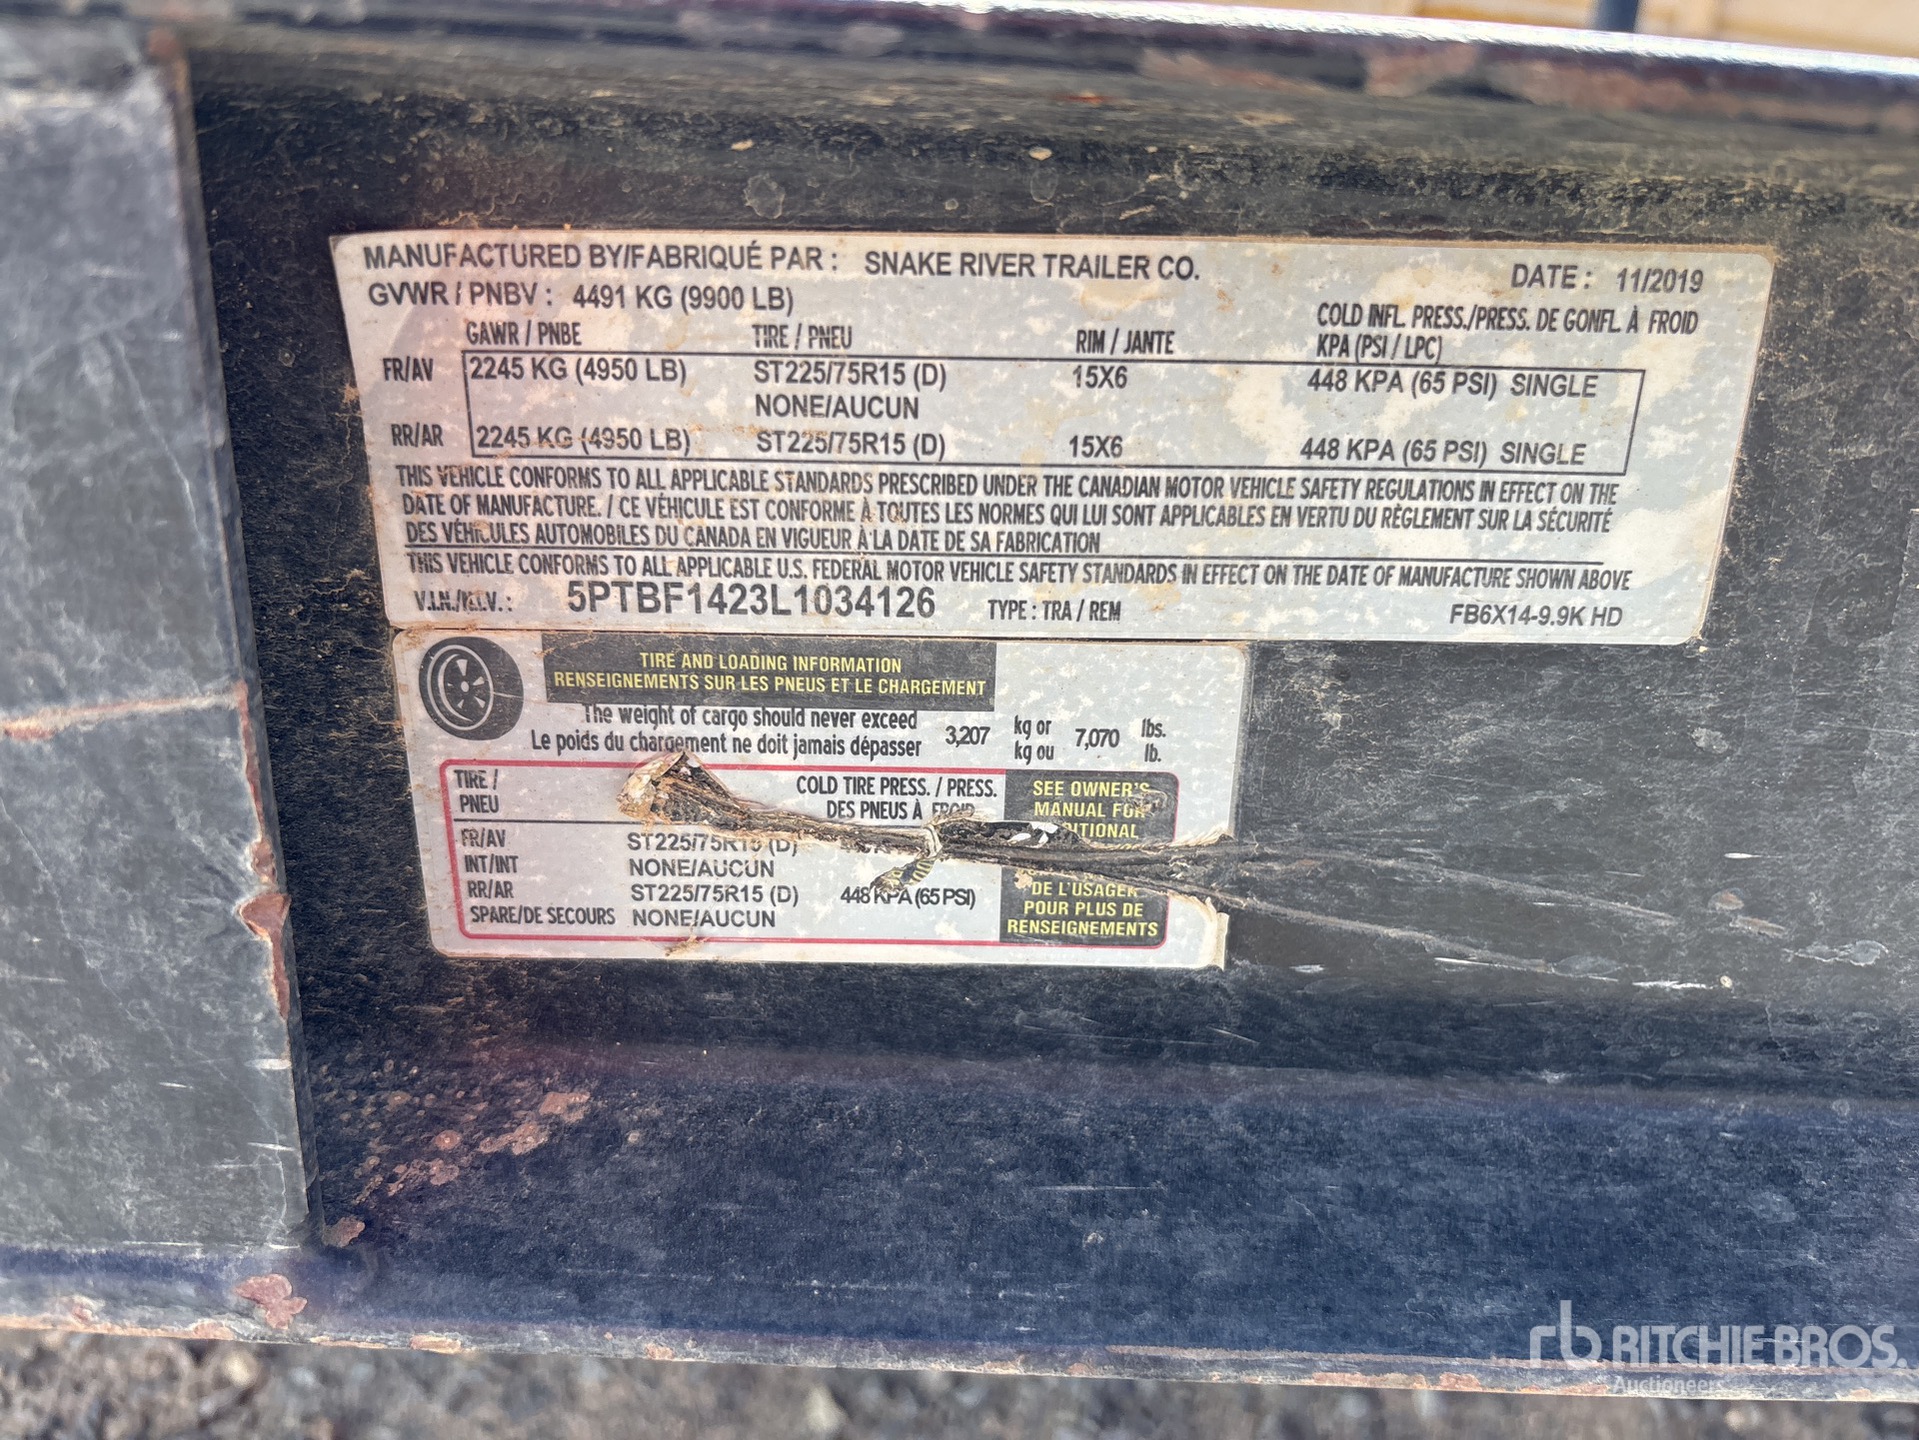 MANUFACTURED BY/FABRIQUÉ PAR : SNAKE RIVER TRAILER CO. DATE : 11/2019
GVWR / PNBV : 4491 KG (9900 LB)
GAWR / PNBE TIRE / PNEU RIM / JANTE COLD INFL. PRESS./PRESS. DE GONFL. À FROID
KPA (PSI / LPC)
FR/AV 2245 KG (4950 LB) ST225/75R15 (D) 15X6 448 KPA (65 PSI) SINGLE
NONE/AUCUN
RR/AR 2245 KG (4950 LB) ST225/75R15 (D) 15X6 448 KPA (65 PSI) SINGLE
THIS VEHICLE CONFORMS TO ALL APPLICABLE STANDARDS PRESCRIBED UNDER THE CANADIAN MOTOR VEHICLE SAFETY REGULATIONS IN EFFECT ON THE
DATE OF MANUFACTURE. / CE VÉHICULE EST CONFORME À TOUTES LES NORMES QUI LUI SONT APPLICABLES EN VERTU DU RÈGLEMENT SUR LA SÉCURITÉ
DES VÉHICULES AUTOMOBILES DU CANADA EN VIGUEUR À LA DATE DE SA FABRICATION
THIS VEHICLE CONFORMS TO ALL APPLICABLE U.S. FEDERAL MOTOR VEHICLE SAFETY STANDARDS IN EFFECT ON THE DATE OF MANUFACTURE SHOWN ABOVE
V.I.N./N.I.V. : 5PTBF1423L1034126 TYPE : TRA / REM FB6X14-9.9K HD
TIRE AND LOADING INFORMATION
RENSEIGNEMENTS SUR LES PNEUS ET LE CHARGEMENT
The weight of cargo should never exceed 3,207 kg or 7,070 lbs.
Le poids du chargement ne doit jamais dépasser kg ou lb.
TIRE / COLD TIRE PRESS. / PRESS. SEE OWNER'S
PNEU DES PNEUS À FROID MANUAL FOR
FR/AV ST225/75R15 (D)
INT/INT NONE/AUCUN
RR/AR ST225/75R15 (D) 448 KPA (65 PSI) DE L'USAGER
SPARE/DE SECOURS NONE/AUCUN POUR PLUS DE
RENSEIGNEMENTS
rb RITCHIE BROS.
Auctioneers